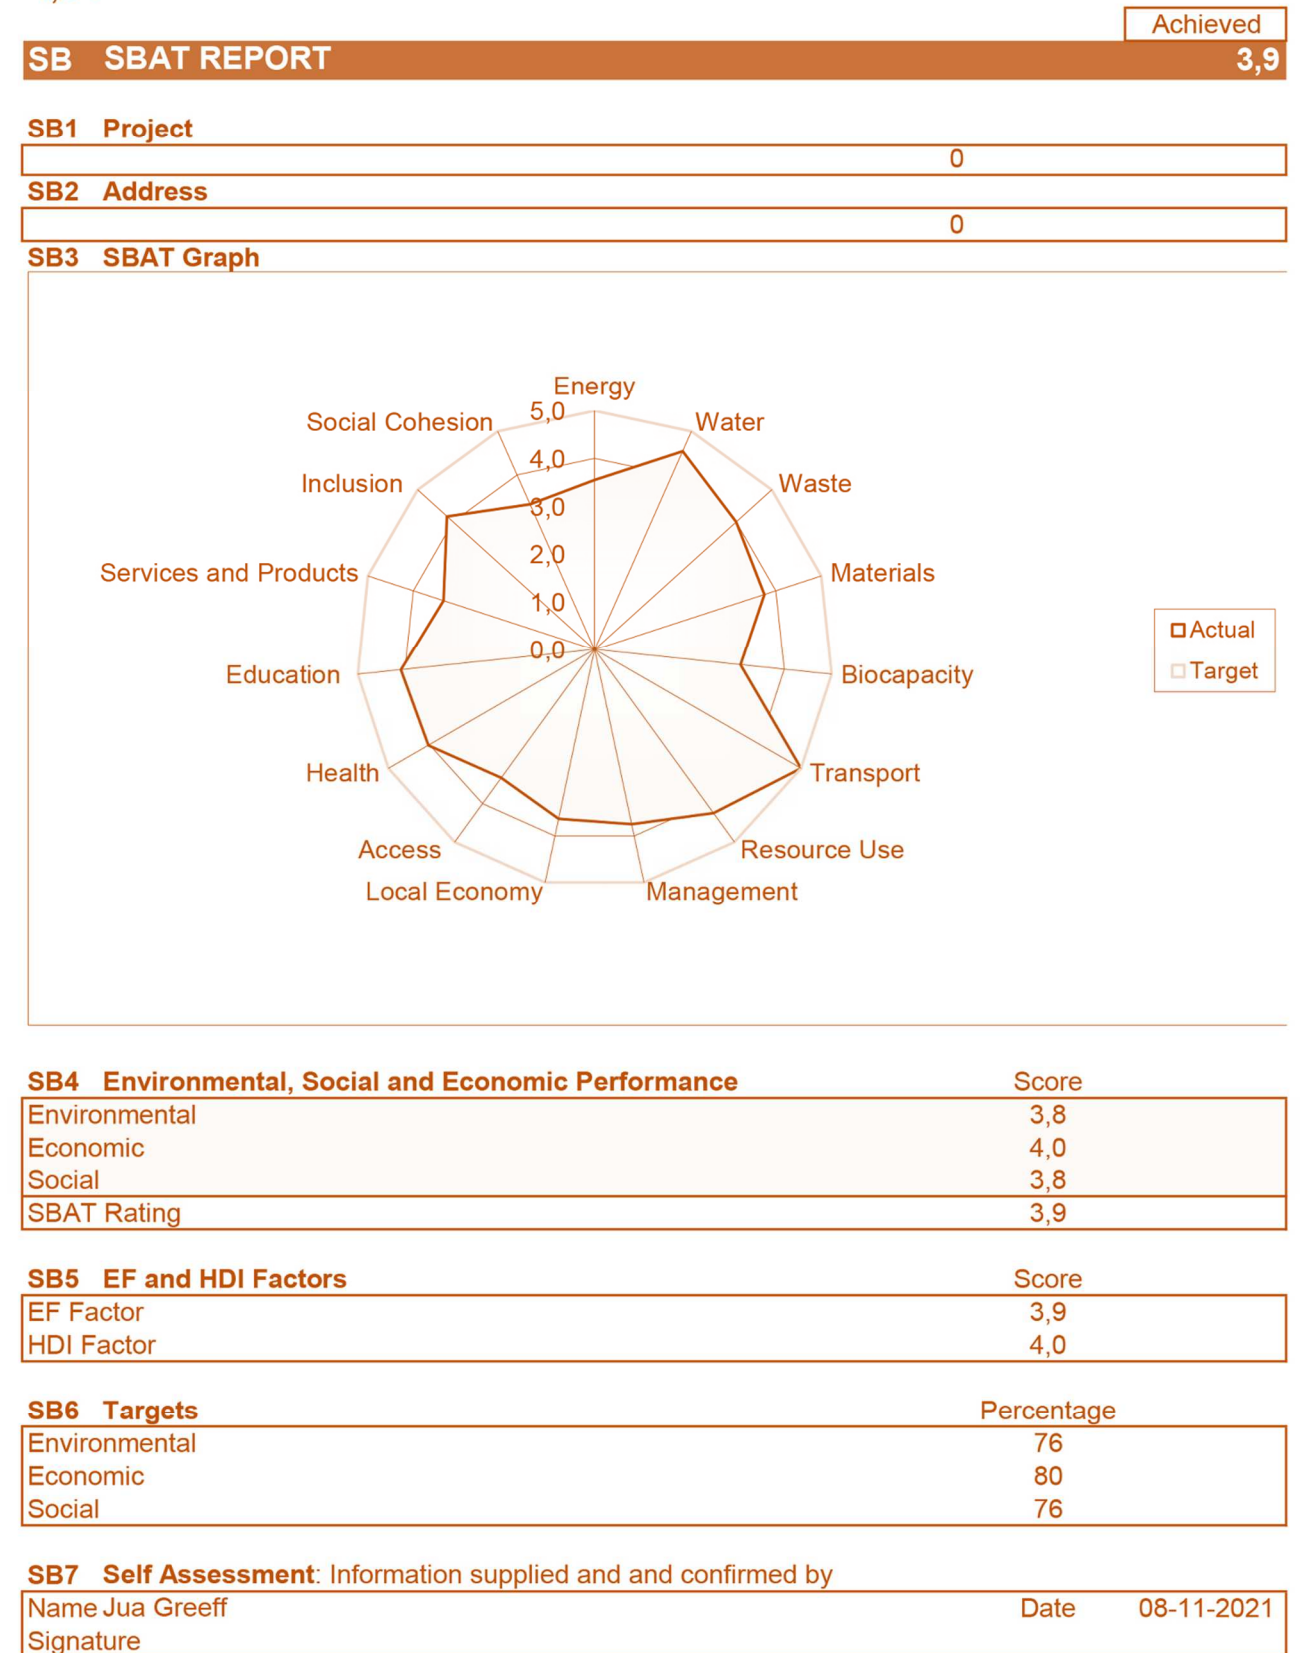 Achieved
SB SBAT REPORT 3,9
SB1 Project
0
SB2 Address
0
SB3 SBAT Graph
Energy
5,0
Social Cohesion
Water
4,0
Inclusion
Waste
3,0
2,0
Services and Products
Materials
1,0
Actual
0,0
Target
Education
Biocapacity
Health
Transport
Access
Resource Use
Local Economy
Management
SB4 Environmental, Social and Economic Performance Score
Environmental 3,8
Economic 4,0
Social 3,8
SBAT Rating 3,9
SB5 EF and HDI Factors Score
EF Factor 3,9
HDI Factor 4,0
SB6 Targets Percentage
Environmental 76
Economic 80
Social 76
SB7 Self Assessment: Information supplied and and confirmed by
Name Jua Greeff Date 08-11-2021
Signature